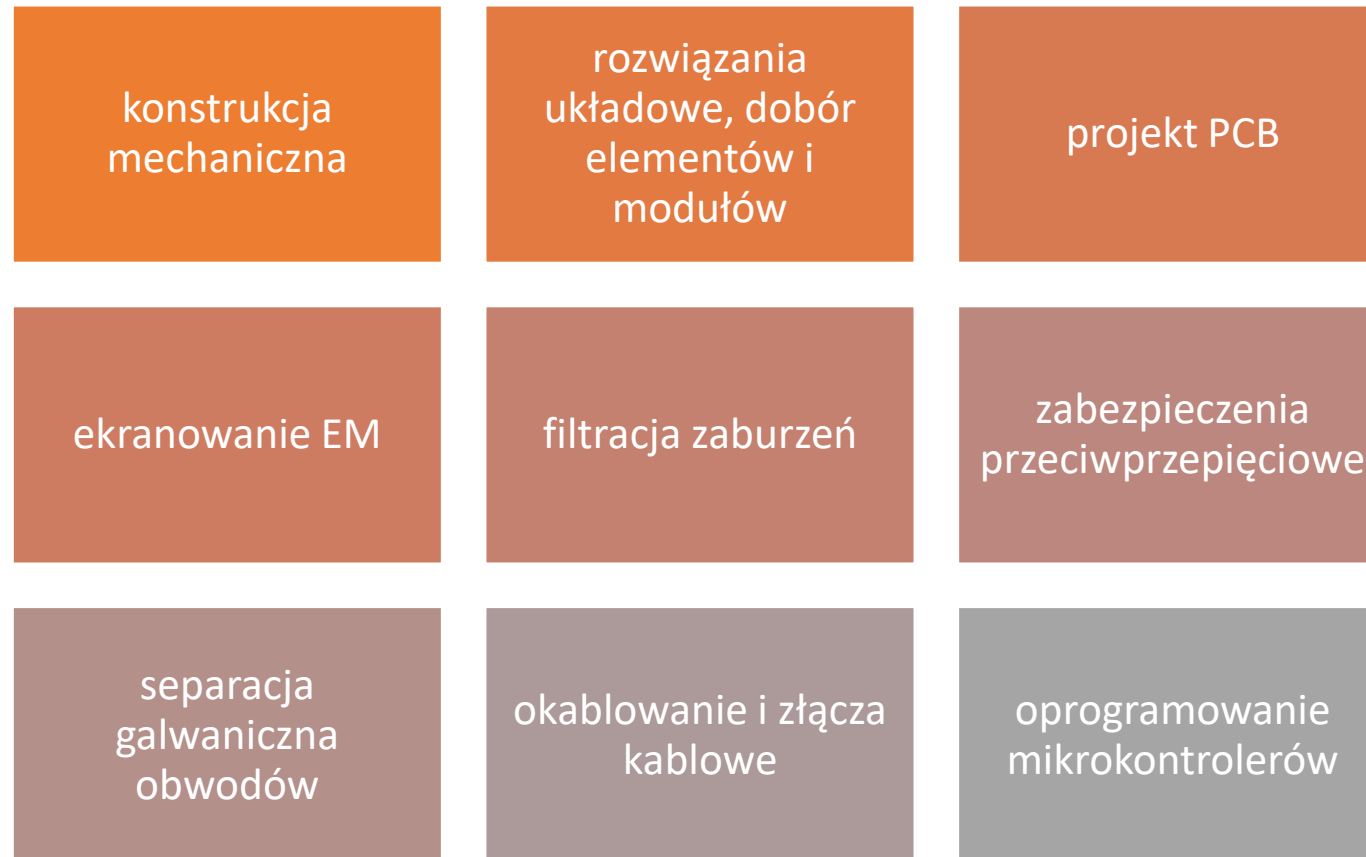 konstrukcja
mechaniczna
rozwiązania
układowe, dobór
elementów i
modułów
projekt PCB
ekranowanie EM
filtracja zaburzeń
zabezpieczenia
przeciwprzepięciowe
separacja
galwaniczna
obwodów
okablowanie i złącza
kablowe
oprogramowanie
mikrokontrolerów